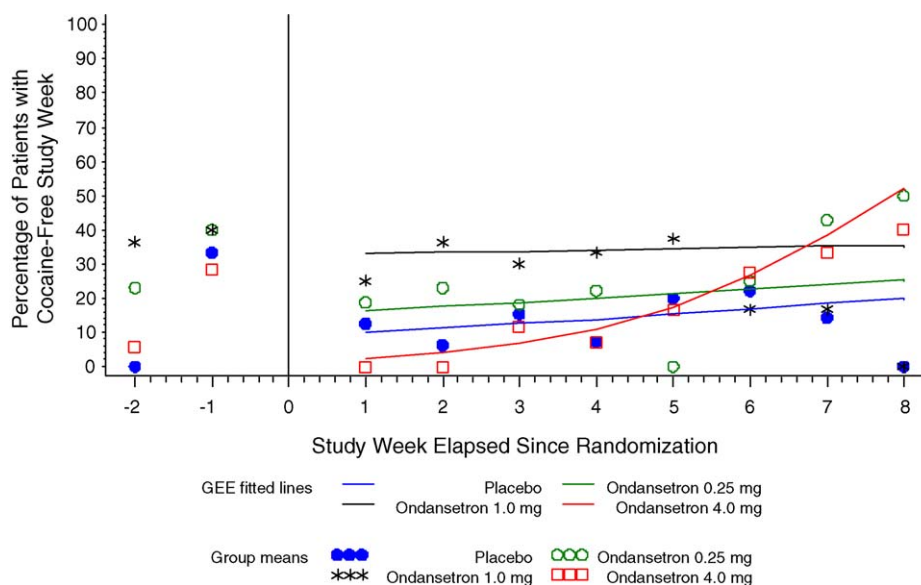 Percentage of Patients with
Cocaine-Free Study Week
100
90
80
70
60
50
40
30
20
10
0
-2 -1 0 1 2 3 4 5 6 7 8
Study Week Elapsed Since Randomization
GEE fitted lines Placebo Ondansetron 0.25 mg
Ondansetron 1.0 mg Ondansetron 4.0 mg
Group means Placebo Ondansetron 0.25 mg
Ondansetron 1.0 mg Ondansetron 4.0 mg